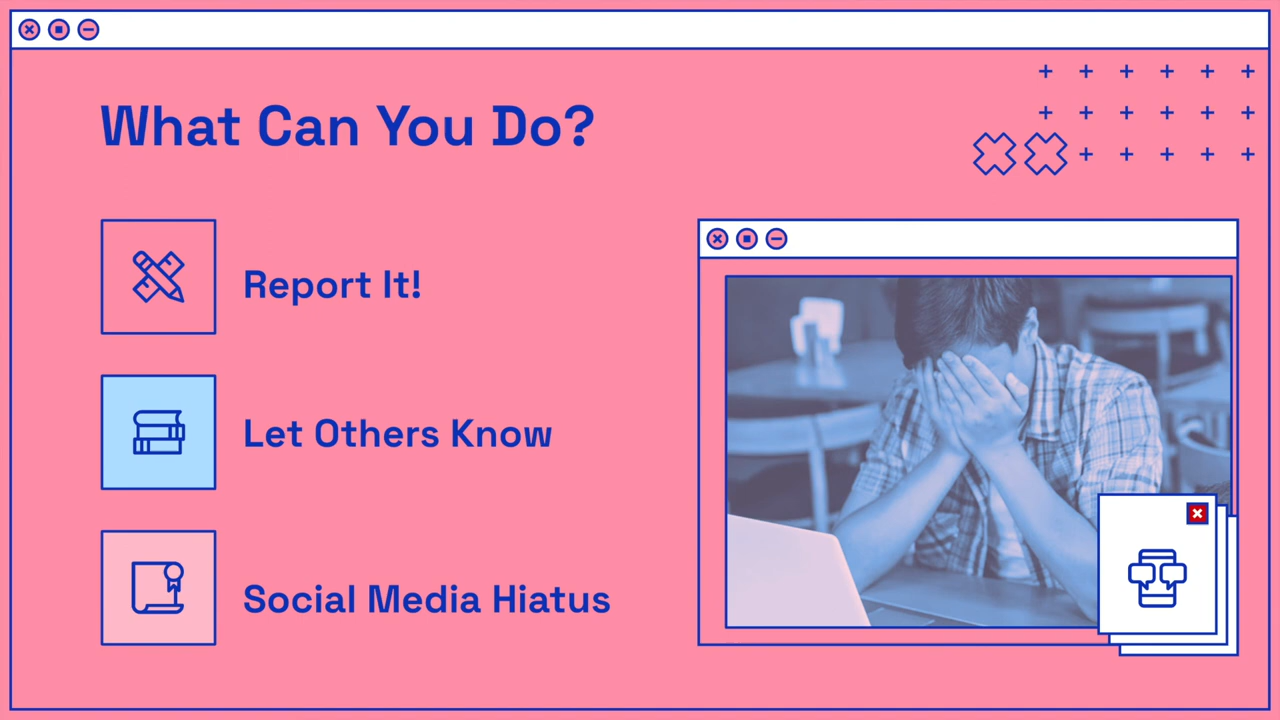 What Can You Do?
Report It!
Let Others Know
Social Media Hiatus